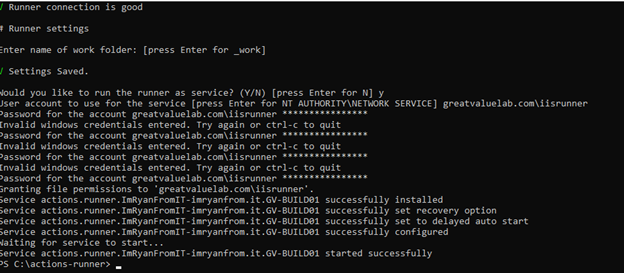 √ Runner connection is good
# Runner settings
Enter name of work folder: [press Enter for _work]
√ Settings Saved.
Would you like to run the runner as service? (Y/N) [press Enter for N] y
User account to use for the service [press Enter for NT AUTHORITY\NETWORK SERVICE] greatvaluelab.com\iisrunner
Password for the account greatvaluelab.com\iisrunner ****************
Invalid windows credentials entered. Try again or ctrl-c to quit
Password for the account greatvaluelab.com\iisrunner ****************
Invalid windows credentials entered. Try again or ctrl-c to quit
Password for the account greatvaluelab.com\iisrunner ****************
Invalid windows credentials entered. Try again or ctrl-c to quit
Password for the account greatvaluelab.com\iisrunner ****************
Granting file permissions to 'greatvaluelab.com\iisrunner'.
Service actions.runner.ImRyanFromIT-imryanfrom.it.GV-BUILD01 successfully installed
Service actions.runner.ImRyanFromIT-imryanfrom.it.GV-BUILD01 successfully set recovery option
Service actions.runner.ImRyanFromIT-imryanfrom.it.GV-BUILD01 successfully set to delayed auto start
Service actions.runner.ImRyanFromIT-imryanfrom.it.GV-BUILD01 successfully configured
Waiting for service to start...
Service actions.runner.ImRyanFromIT-imryanfrom.it.GV-BUILD01 started successfully
PS C:\actions-runner>